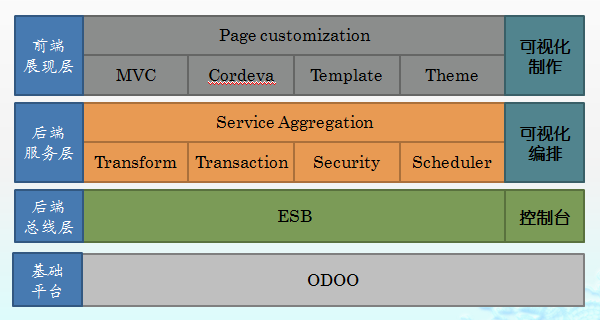 前端
展现层
Page customization
MVC
Cordeva
Template
Theme
可视化
制作
后端
服务层
Service Aggregation
Transform
Transaction
Security
Scheduler
可视化
编排
后端
总线层
ESB
控制台
基础
平台
ODOO